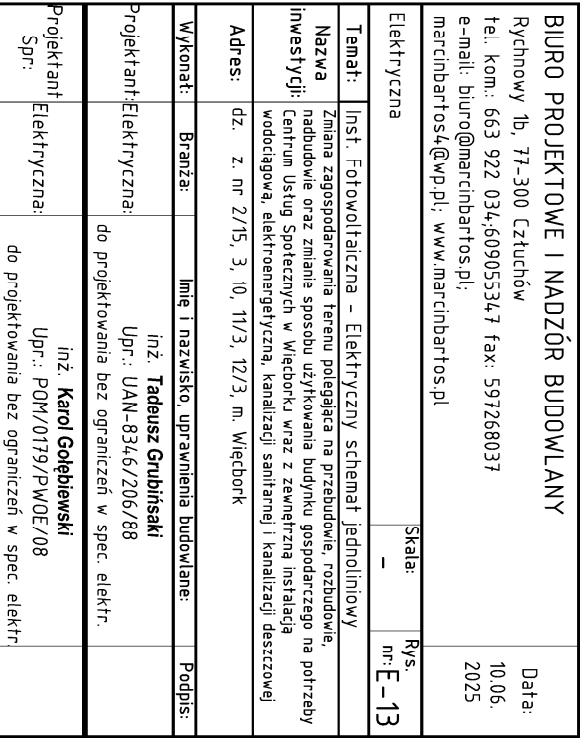 BIURO PROJEKTOWE I NADZÓR BUDOWLANY
Rychnowy 1b, 77-300 Człuchów
tel. kom.: 663 922 034;609055347 fax: 597268037
e-mail: biuro@marcinbartos.pl;
marcinbartos4@wp.pl; www.marcinbartos.pl
Data:
10.06.
2025
Elektryczna
Skala:
-
Rys.
nr: E-13
Temat:
Inst. Fotowoltaiczna - Elektryczny schemat jednoliniowy
Nazwa
inwestycji:
Zmiana zagospodarowania terenu polegająca na przebudowie, rozbudowie,
nadbudowie oraz zmianie sposobu użytkowania budynku gospodarczego na potrzeby
Centrum Usług Społecznych w Więcborku wraz z zewnętrzną instalacją
wodociągową, elektroenergetyczną, kanalizacji sanitarnej i kanalizacji deszczowej
Adres:
dz. z. nr 2/15, 3, 10, 11/3, 12/3, m. Więcbork
Wykonał:
Branża:
Imię i nazwisko, uprawnienia budowlane:
Podpis:
Projektant:
Elektryczna:
inż. Tadeusz Grubińsaki
Upr.: UAN-8346/206/88
do projektowania bez ograniczeń w spec. elektr.
Projektant
Spr:
Elektryczna:
inż. Karol Gołębiewski
Upr.: POM/0179/PWOE/08
do projektowania bez ograniczeń w spec. elektr.